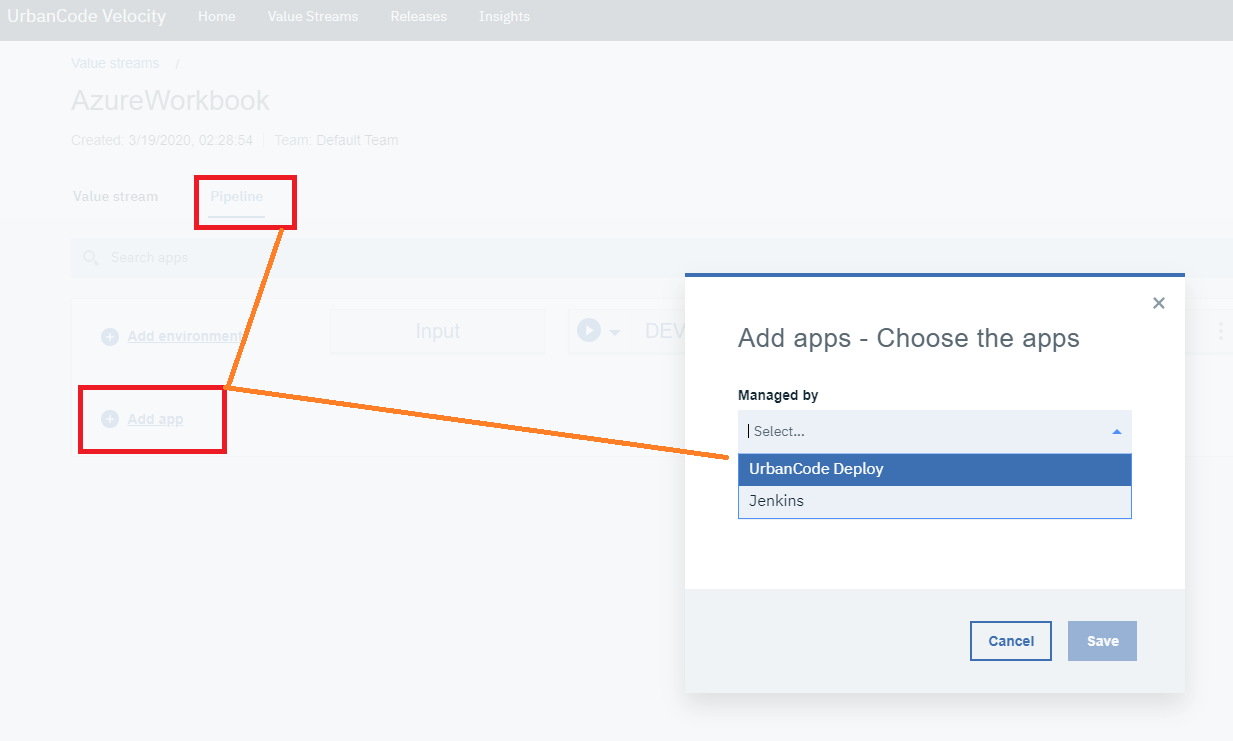 UrbanCode Velocity Home Value Streams Releases Insights
Value streams /
AzureWorkbook
Created: 3/19/2020, 02:28:54 Team: Default Team
Value stream Pipeline
Search apps
Add environment Input DEV
Add app
Add apps - Choose the apps
Managed by
Select...
UrbanCode Deploy
Jenkins
Cancel Save